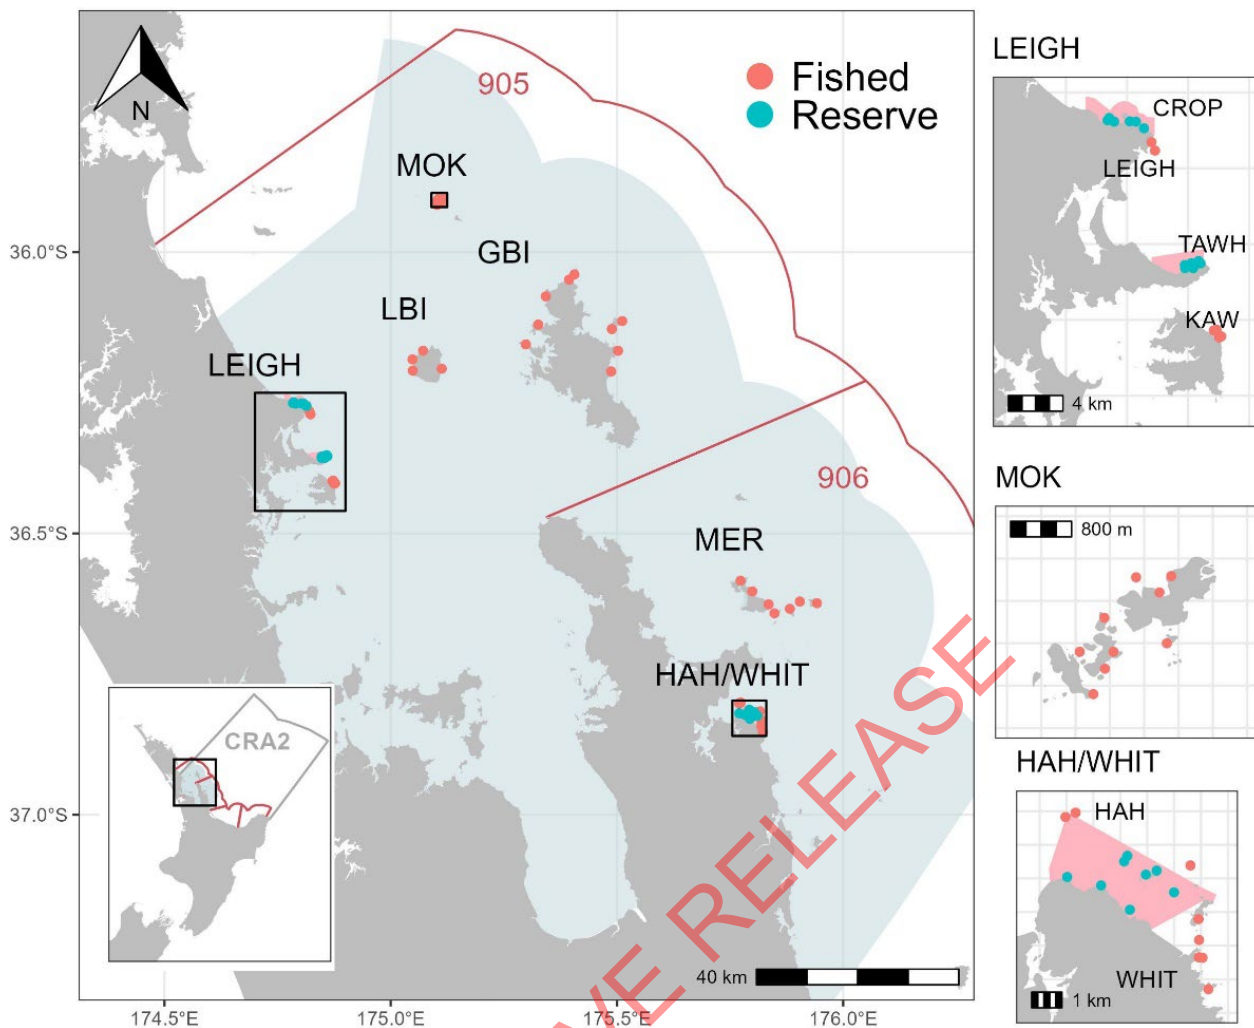 N
905
Fished
Reserve
MOK
36.0°S
GBI
LBI
LEIGH
906
36.5°S
MER
HAH/WHIT
CRA2
37.0°S
VE RELEASE
40 km
174.5°E
175.0°E
175.5°E
176.0°E
LEIGH
CROP
LEIGH
TAWH
KAW
4 km
MOK
800 m
HAH/WHIT
HAH
WHIT
1 km